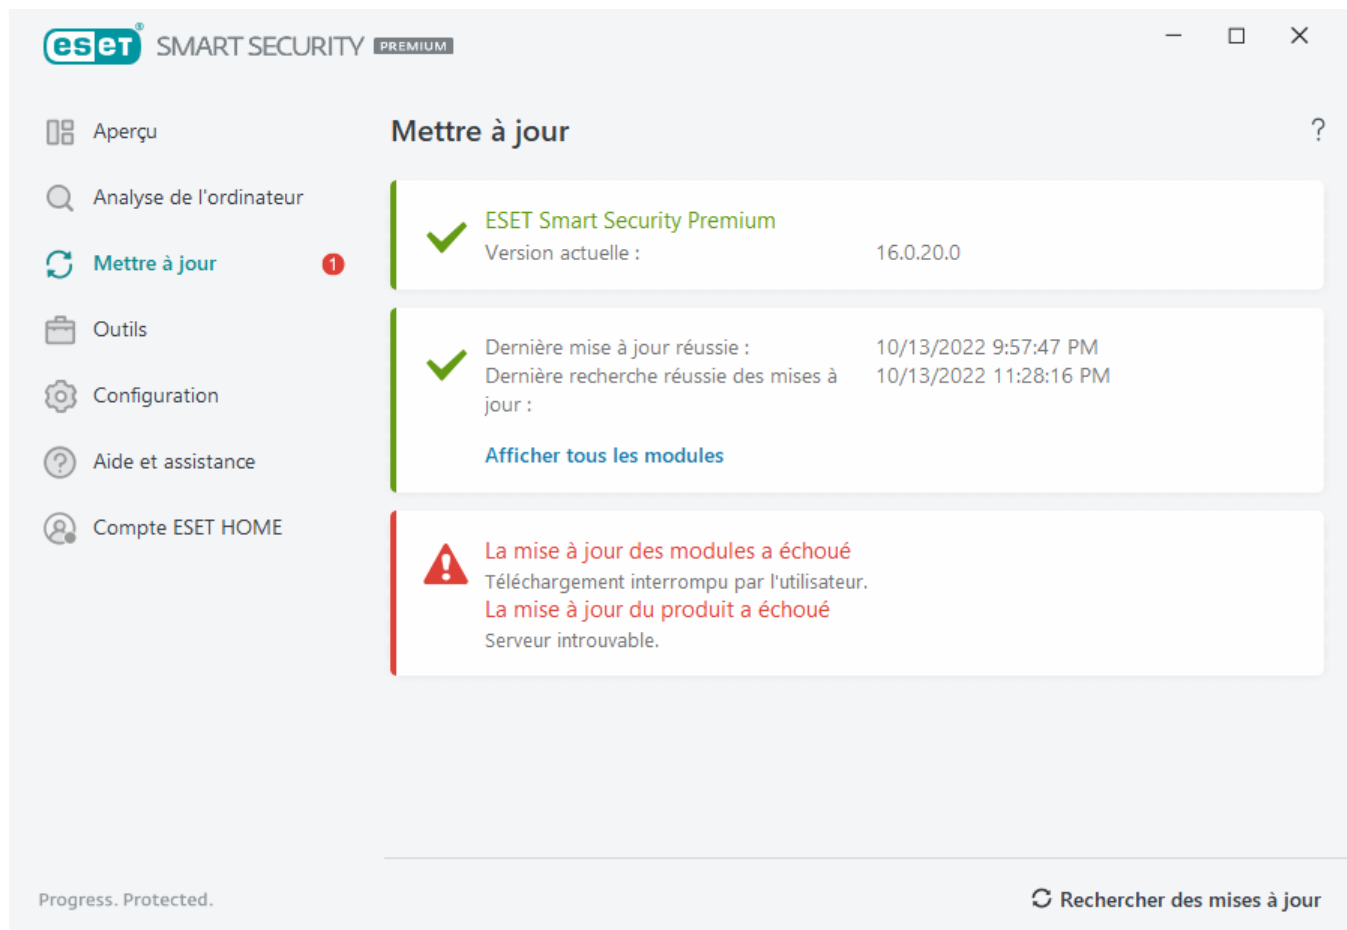 eset® SMART SECURITY PREMIUM
Aperçu
Analyse de l'ordinateur
Mettre à jour 1
Outils
Configuration
Aide et assistance
Compte ESET HOME
Mettre à jour ?
ESET Smart Security Premium
Version actuelle : 16.0.20.0
Dernière mise à jour réussie : 10/13/2022 9:57:47 PM
Dernière recherche réussie des mises à 10/13/2022 11:28:16 PM
jour :
Afficher tous les modules
La mise à jour des modules a échoué
Téléchargement interrompu par l'utilisateur.
La mise à jour du produit a échoué
Serveur introuvable.
Progress. Protected.
Rechercher des mises à jour